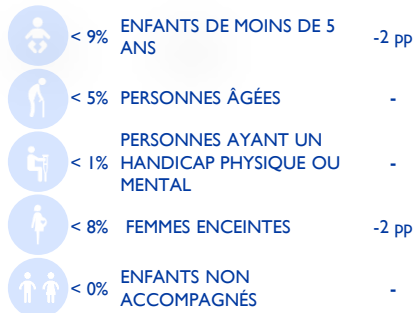 < 9% ENFANTS DE MOINS DE 5 -2 pp
ANS
< 5% PERSONNES ÂGÉES -
PERSONNES AYANT UN
< 1% HANDICAP PHYSIQUE OU -
MENTAL
< 8% FEMMES ENCEINTES -2 pp
< 0% ENFANTS NON -
ACCOMPAGNÉS